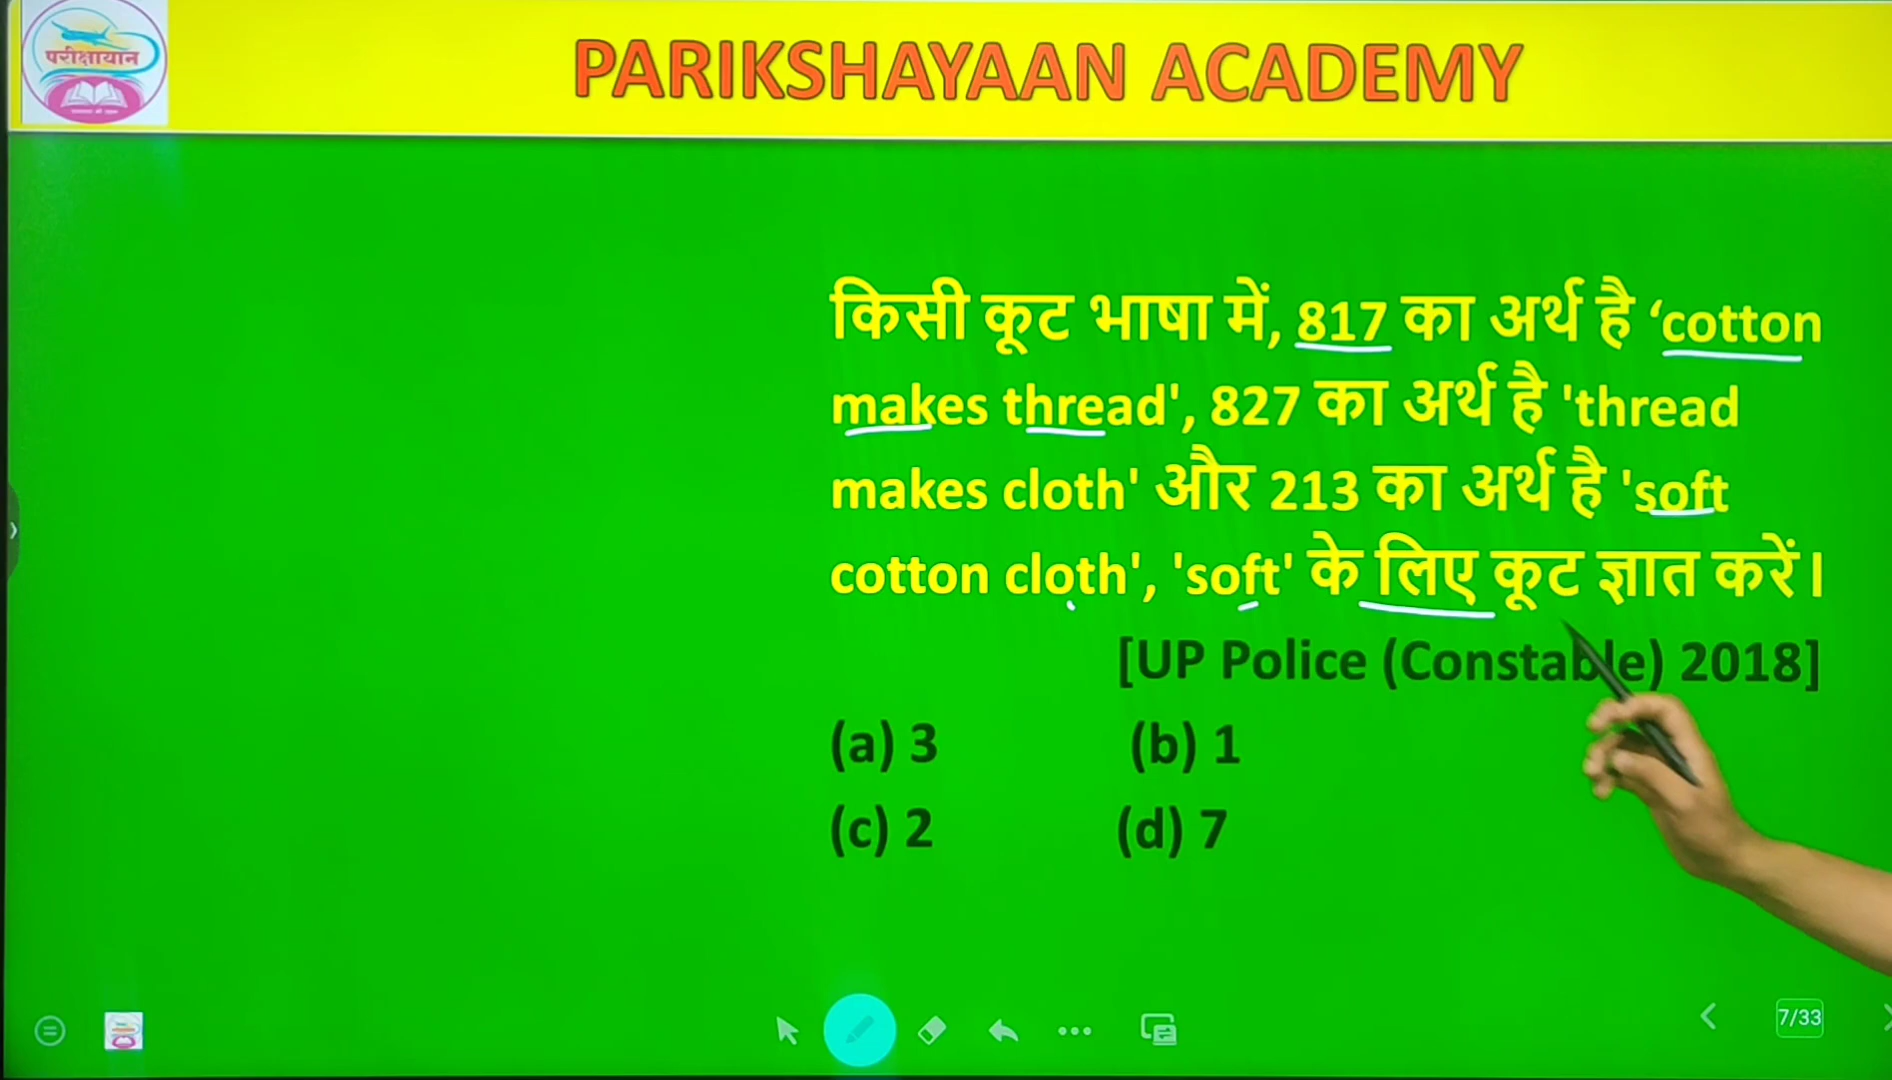 परीक्षायान
PARIKSHAYAAN ACADEMY
किसी कूट भाषा में, 817 का अर्थ है ‘cotton
makes thread', 827 का अर्थ है 'thread
makes cloth' और 213 का अर्थ है 'soft
cotton cloth', 'soft' के लिए कूट ज्ञात करें।
[UP Police (Constable) 2018]
(a) 3 (b) 1
(c) 2 (d) 7
7/33